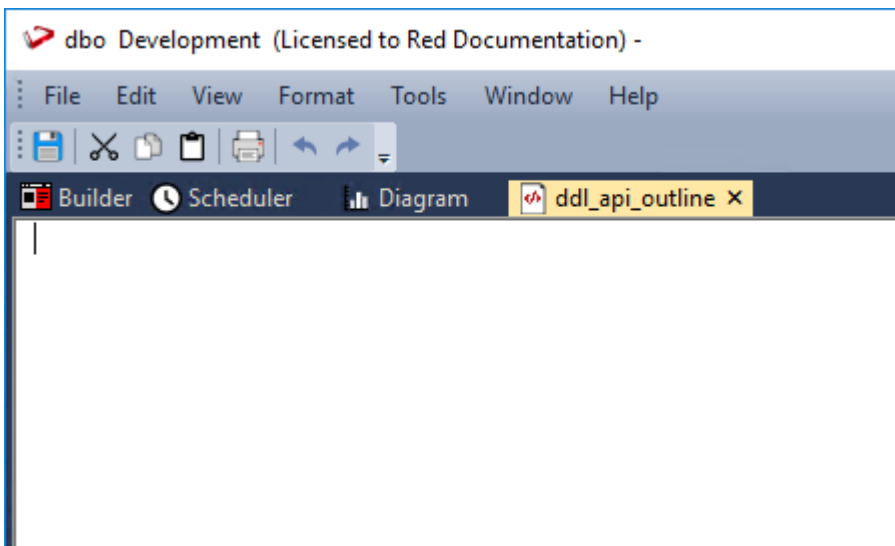 dbo Development (Licensed to Red Documentation) -
File Edit View Format Tools Window Help
Builder Scheduler Diagram ddl_api_outline